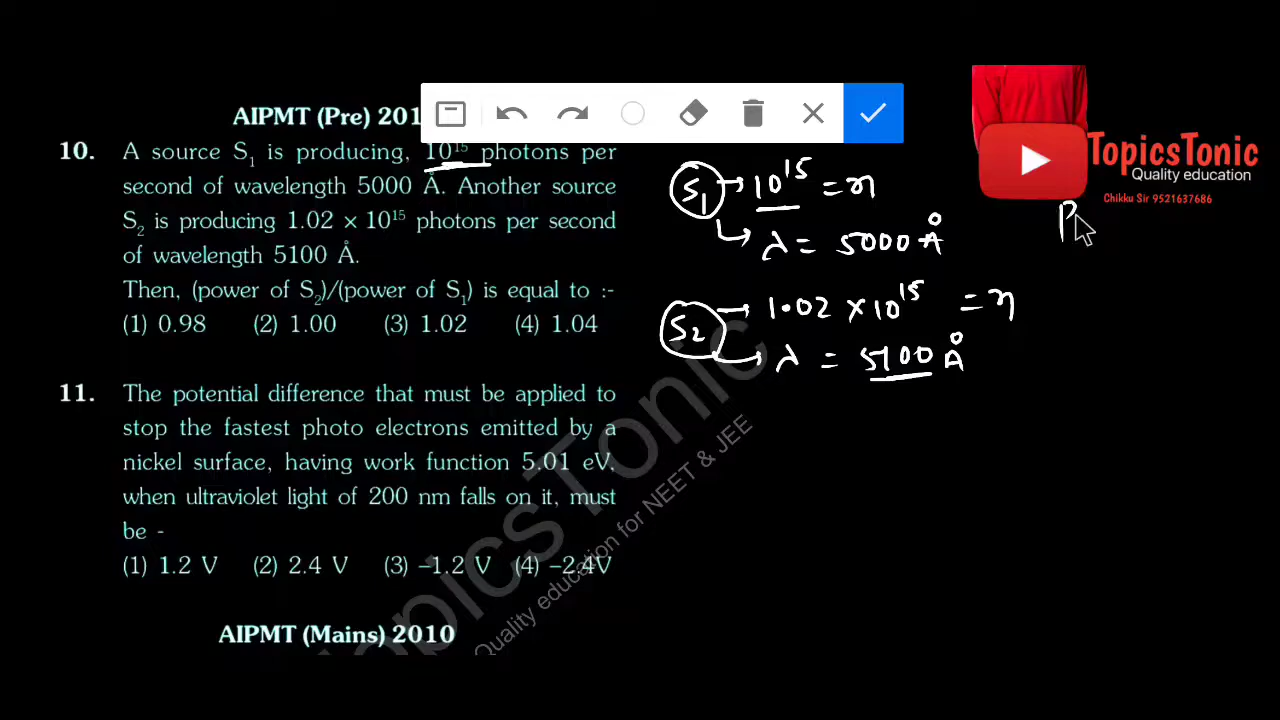 AIPMT (Pre) 201
10. A source S₁ is producing, 10¹⁵ photons per
second of wavelength 5000 Å. Another source
S₂ is producing 1.02 × 10¹⁵ photons per second
of wavelength 5100 Å.
Then, (power of S₂)/(power of S₁) is equal to :-
(1) 0.98 (2) 1.00 (3) 1.02 (4) 1.04
11. The potential difference that must be applied to
stop the fastest photo electrons emitted by a
nickel surface, having work function 5.01 eV,
when ultraviolet light of 200 nm falls on it, must
be -
(1) 1.2 V (2) 2.4 V (3) –1.2 V (4) –2.4V
AIPMT (Mains) 2010
S₁ → 10¹⁵ = n
→ λ = 5000 Å
S₂ → 1.02 × 10¹⁵ = n
→ λ = 5100 Å
TopicsTonic
Quality education
Chikku Sir 9521637686
P
TopicsTonic
Quality education for NEET & JEE